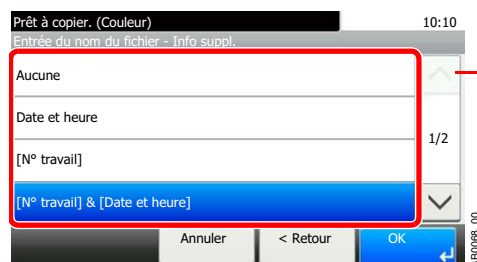 Prêt à copier. (Couleur) 10:10
Entrée du nom du fichier - Info suppl.
Aucune
Date et heure
1/2
[N° travail]
[N° travail] & [Date et heure]
Annuler < Retour OK